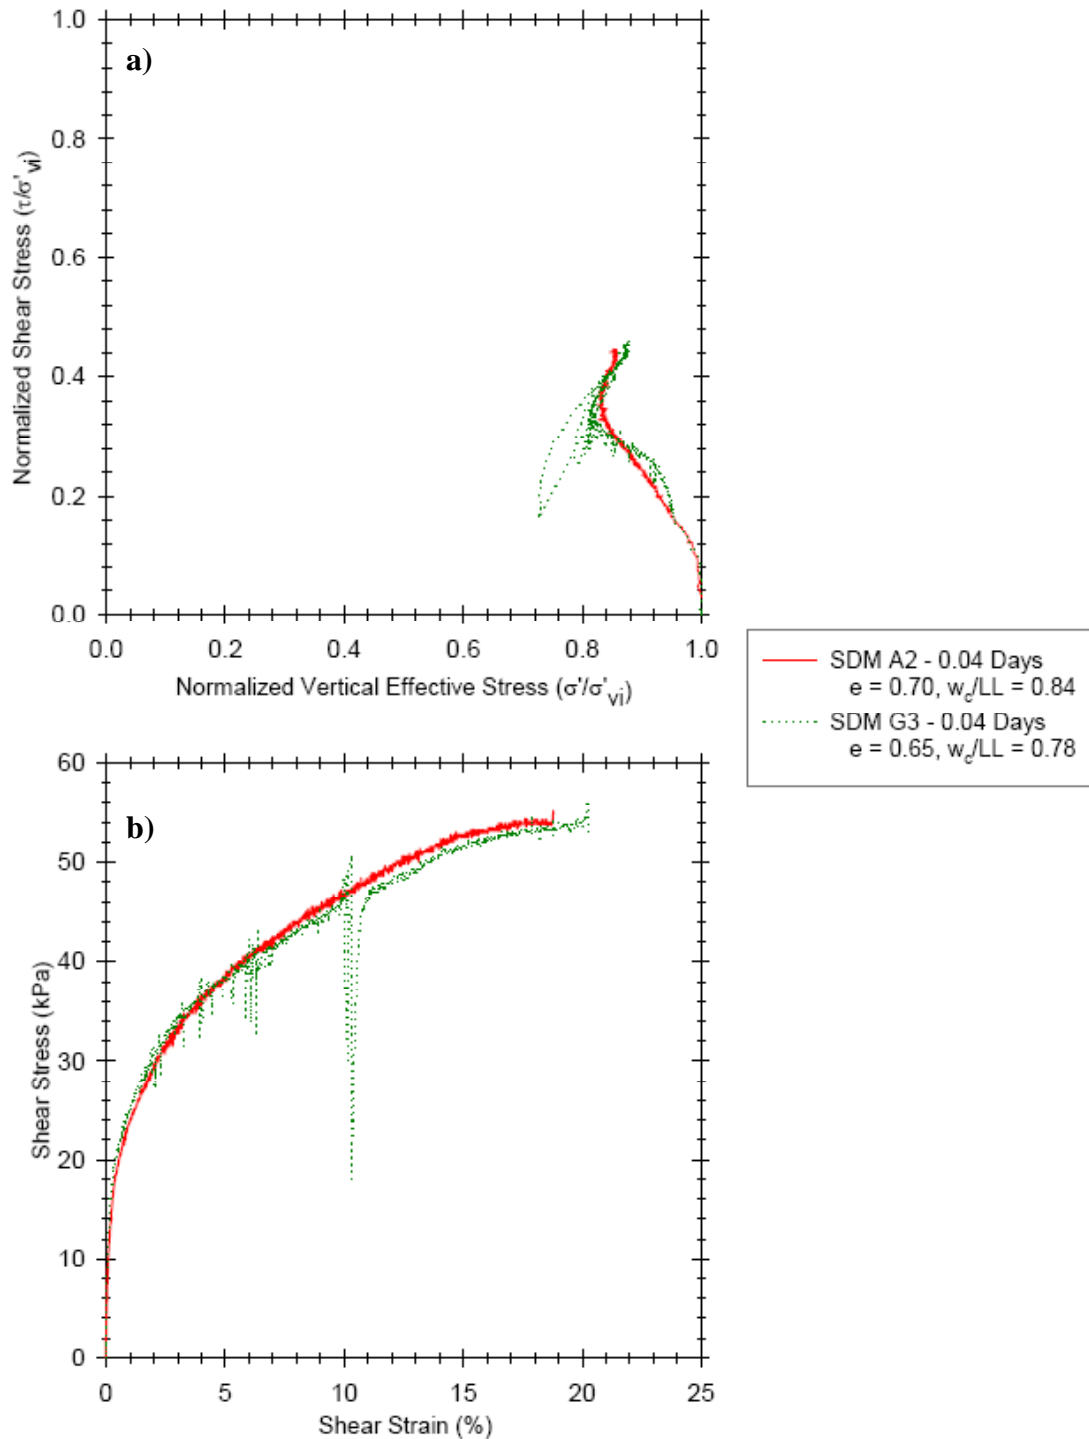 1.0
a)
0.8
0.6
0.4
0.2
0.0
Normalized Shear Stress (τ/σ'vi)
0.0 0.2 0.4 0.6 0.8 1.0
Normalized Vertical Effective Stress (σ'/σ'vi)
SDM A2 - 0.04 Days
e = 0.70, wc/LL = 0.84
SDM G3 - 0.04 Days
e = 0.65, wc/LL = 0.78
60
b)
50
40
30
20
10
0
Shear Stress (kPa)
0 5 10 15 20 25
Shear Strain (%)